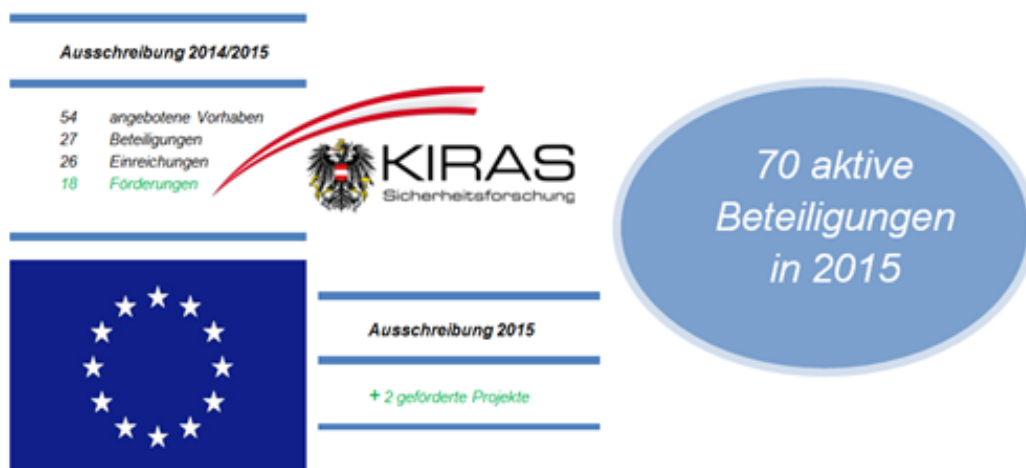 Ausschreibung 2014/2015
54 angebotene Vorhaben
27 Beteiligungen
26 Einreichungen
18 Förderungen
KIRAS
Sicherheitsforschung
Ausschreibung 2015
+ 2 geförderte Projekte
70 aktive
Beteiligungen
in 2015